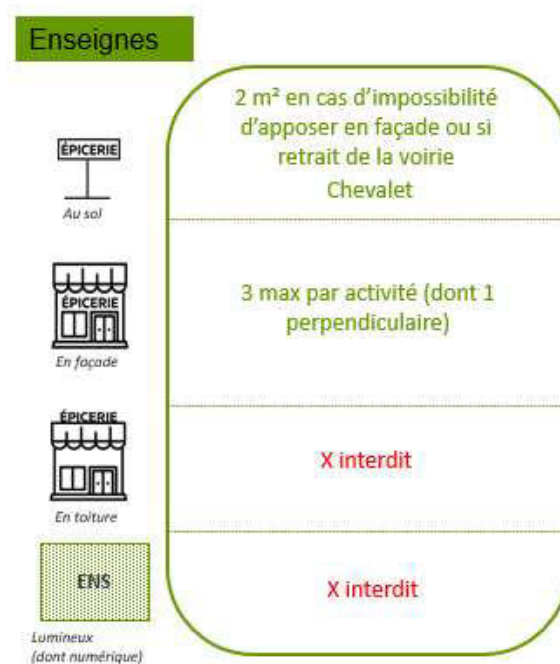 Enseignes
2 m² en cas d’impossibilité
d’apposer en façade ou si
retrait de la voirie
Chevalet
ÉPICERIE
Au sol
3 max par activité (dont 1
perpendiculaire)
ÉPICERIE
En façade
ÉPICERIE
X interdit
En toiture
ENS
X interdit
Lumineux
(dont numérique)